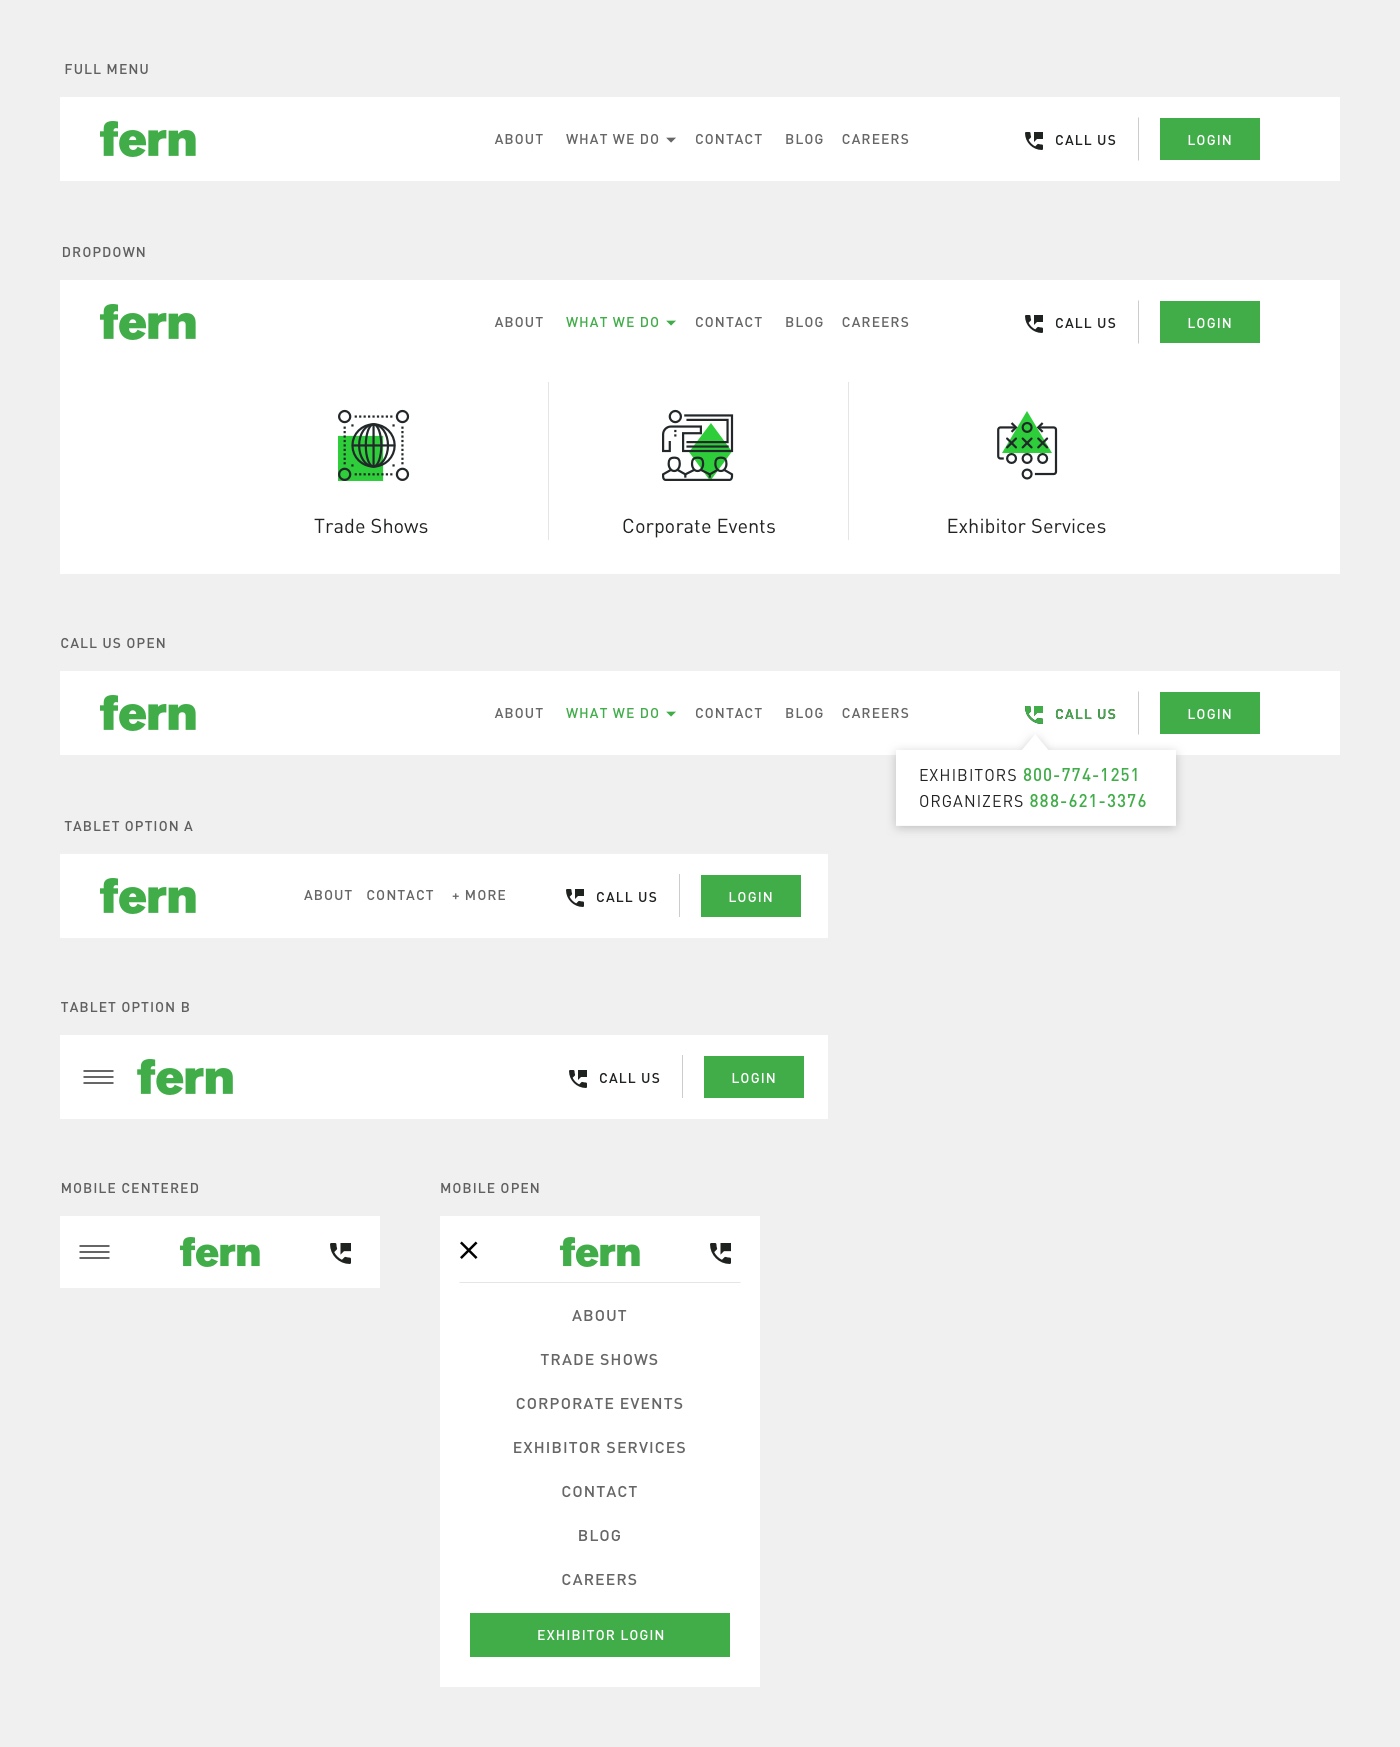 FULL MENU
fern ABOUT WHAT WE DO CONTACT BLOG CAREERS CALL US LOGIN
DROPDOWN
fern ABOUT WHAT WE DO CONTACT BLOG CAREERS CALL US LOGIN
Trade Shows Corporate Events Exhibitor Services
CALL US OPEN
fern ABOUT WHAT WE DO CONTACT BLOG CAREERS CALL US LOGIN
EXHIBITORS 800-774-1251
ORGANIZERS 888-621-3376
TABLET OPTION A
fern ABOUT CONTACT + MORE CALL US LOGIN
TABLET OPTION B
fern CALL US LOGIN
MOBILE CENTERED
fern
MOBILE OPEN
fern
ABOUT
TRADE SHOWS
CORPORATE EVENTS
EXHIBITOR SERVICES
CONTACT
BLOG
CAREERS
EXHIBITOR LOGIN